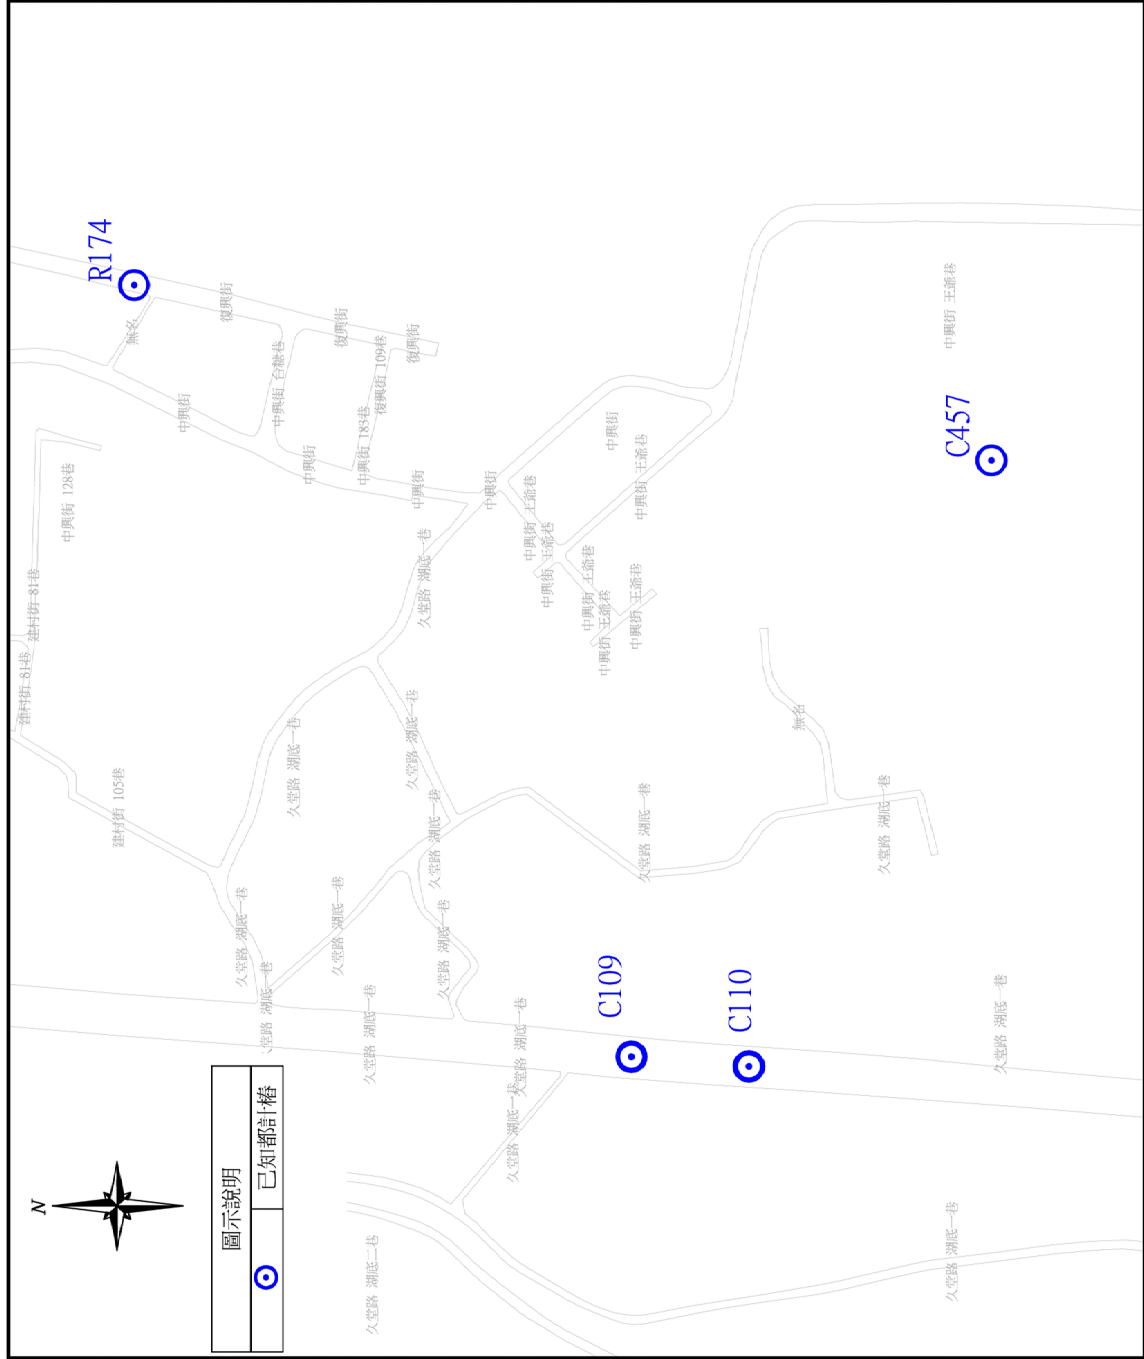 N
圖示說明
已知都計樁
建村街 81巷
建村街 81巷
中興街 128巷
R174
建村街 105巷
無名
中興街
復興街
久堂路 湖底一巷
久堂路 湖底一巷
中興街 台糖巷
久堂路 湖底一巷
中興街
久堂路 湖底一巷
復興街
中興街 183巷
久堂路 湖底二巷
久堂路 湖底一巷
復興街 109巷
久堂路 湖底一巷
中興街
復興街
久堂路 湖底一巷
久堂路 湖底一巷
久堂路 湖底一巷
中興街
久堂路 湖底一巷
久堂路 湖底一巷
中興街 王爺巷
中興街 王爺巷
中興街 王爺巷
中興街 王爺巷
中興街
C109
中興街 王爺巷
中興街 王爺巷
久堂路 湖底一巷
C110
無名
久堂路 湖底一巷
中興街 王爺巷
C457
久堂路 湖底一巷
久堂路 湖底一巷